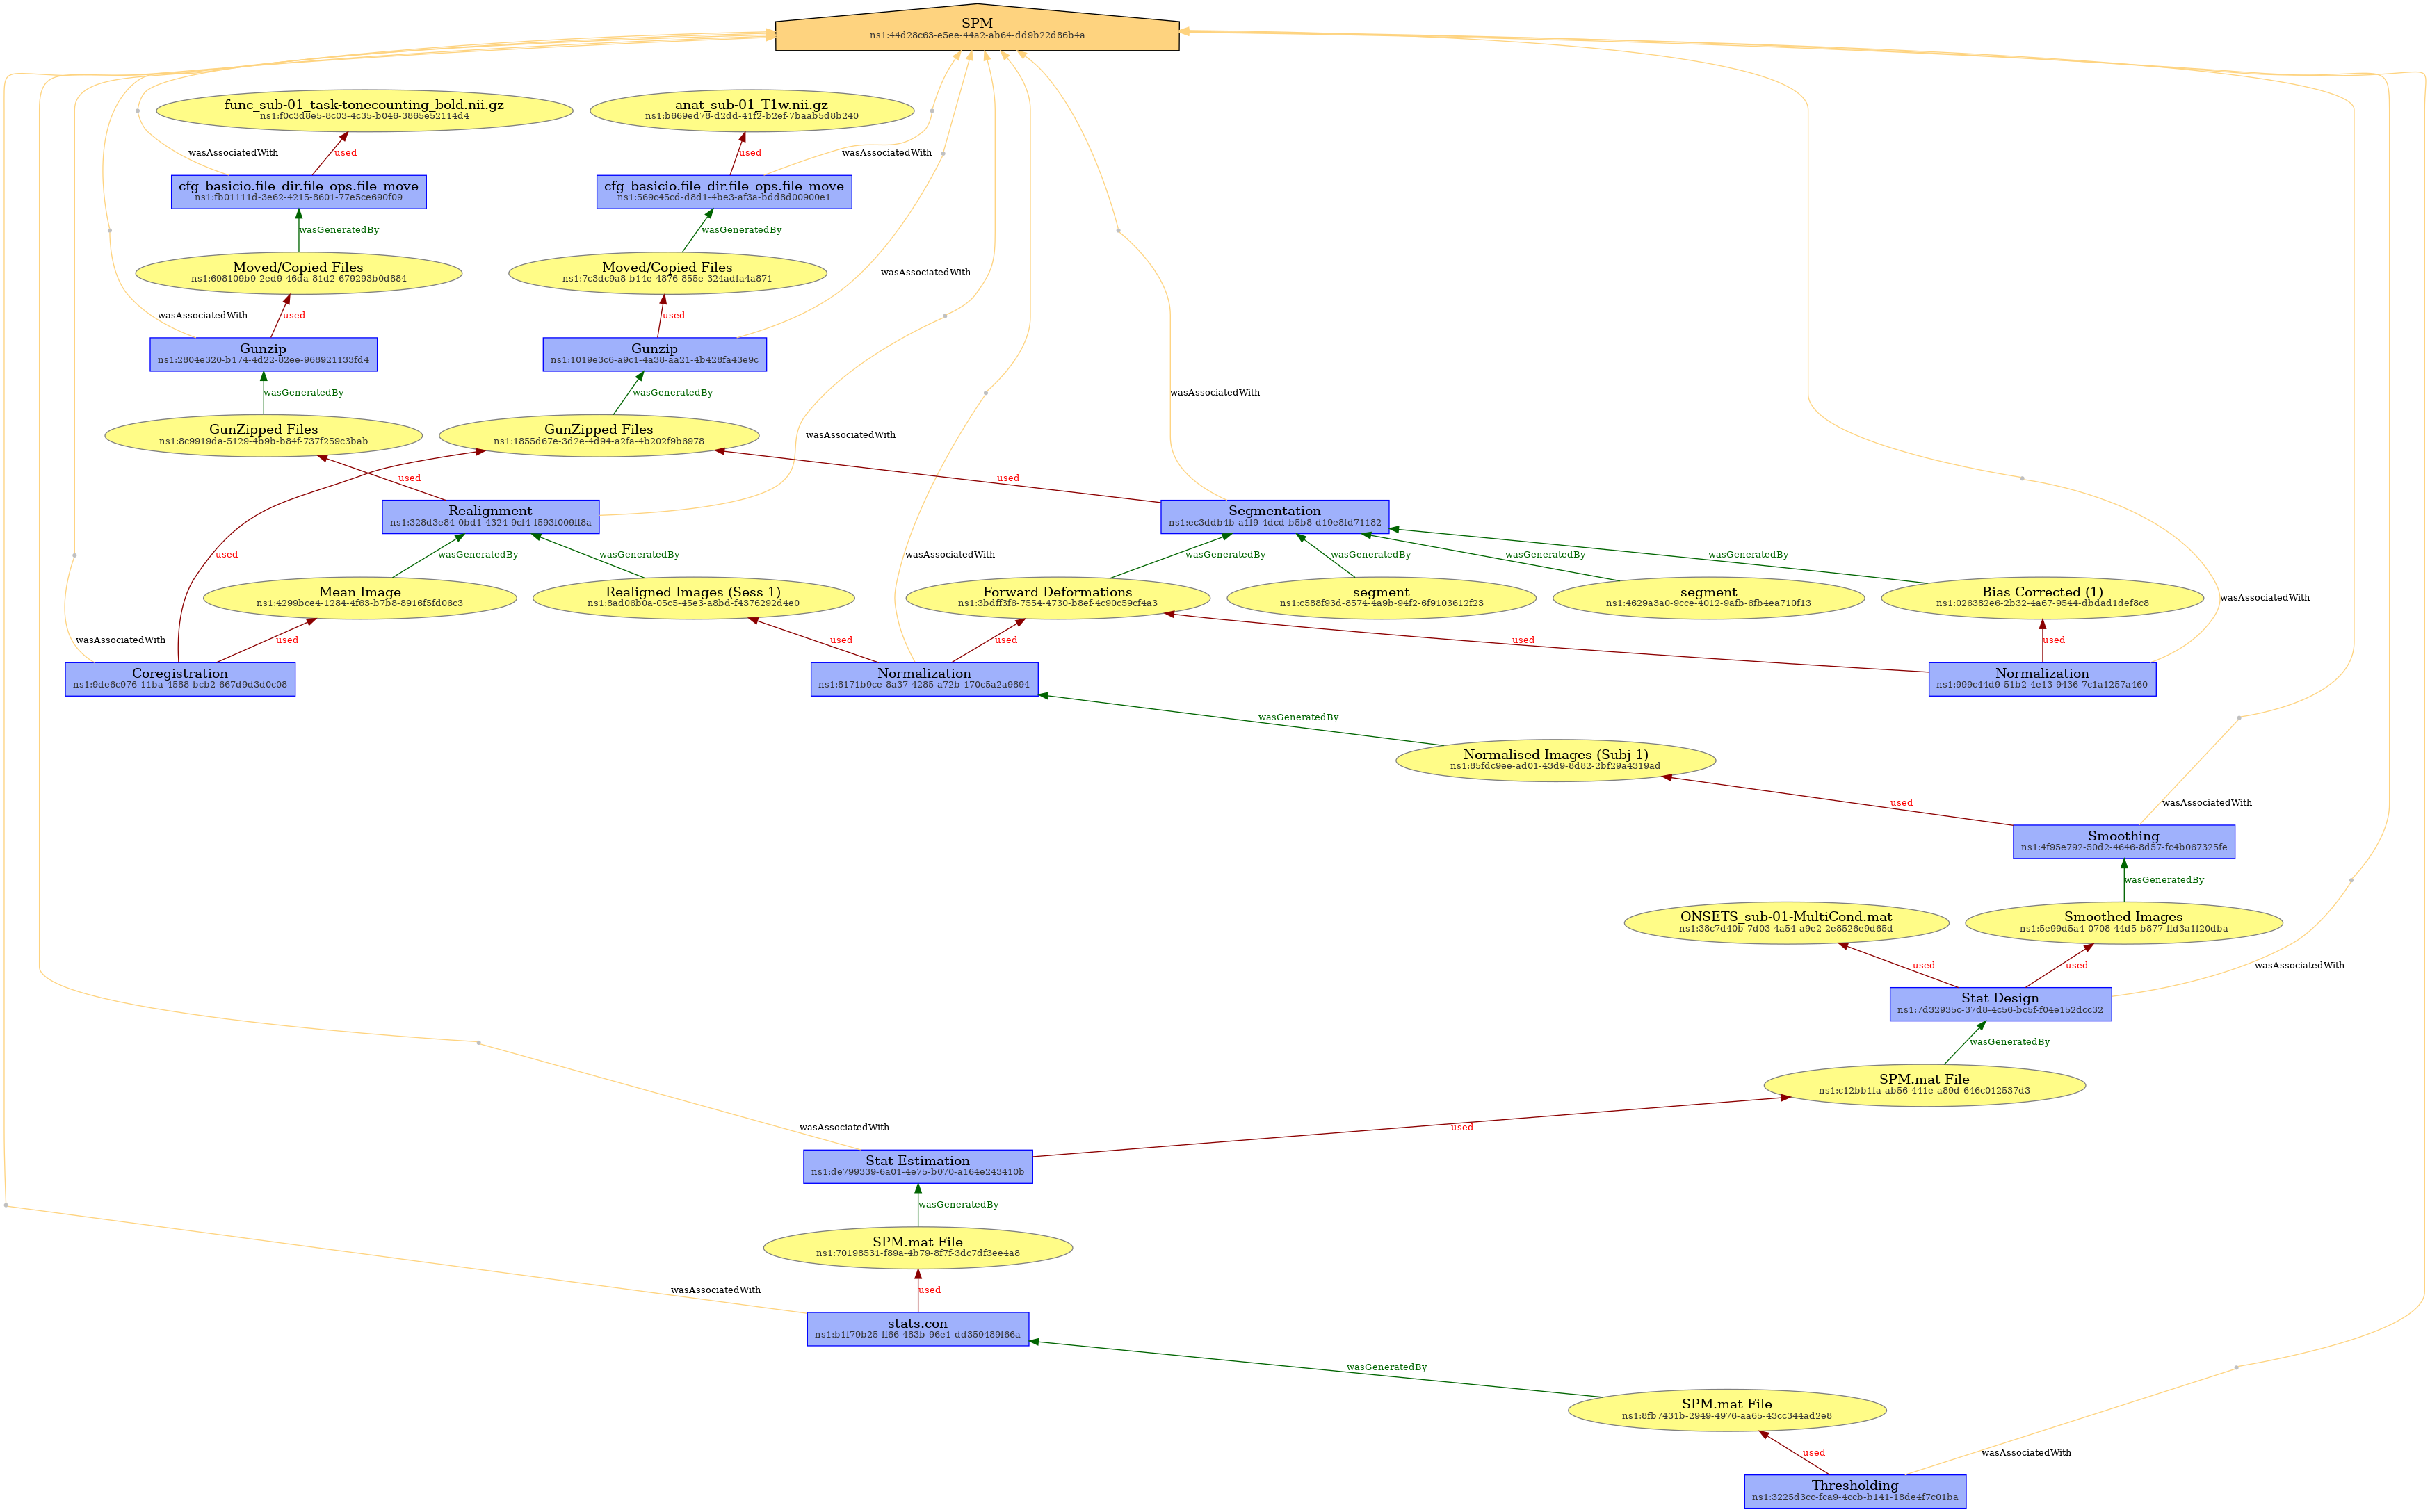 SPM
ns1:44d28c63-e5ee-44a2-ab64-dd9b22d86b4a
func_sub-01_task-tonecounting_bold.nii.gz
ns1:f0c3d8e5-8c03-4c35-b046-3865e52114d4
anat_sub-01_T1w.nii.gz
ns1:b669ed78-d2dd-41f2-b2ef-7baab5d8b240
wasAssociatedWith
used
used
wasAssociatedWith
cfg_basicio.file_dir.file_ops.file_move
ns1:fb01111d-3e62-4215-8601-77e5ce690f09
cfg_basicio.file_dir.file_ops.file_move
ns1:569c45cd-d8d1-4be3-af3a-bdd8d00900e1
wasGeneratedBy
wasGeneratedBy
Moved/Copied Files
ns1:698109b9-2ed9-46da-81d2-679293b0d884
Moved/Copied Files
ns1:7c3dc9a8-b14e-4876-855e-324adfa4a871
wasAssociatedWith
wasAssociatedWith
used
used
Gunzip
ns1:2804e320-b174-4d22-82ee-968921133fd4
Gunzip
ns1:1019e3c6-a9c1-4a38-aa21-4b428fa43e9c
wasGeneratedBy
wasGeneratedBy
wasAssociatedWith
GunZipped Files
ns1:8c9919da-5129-4b9b-b84f-737f259c3bab
GunZipped Files
ns1:1855d67e-3d2e-4d94-a2fa-4b202f9b6978
wasAssociatedWith
used
used
Realignment
ns1:328d3e84-0bd1-4324-9cf4-f593f009ff8a
Segmentation
ns1:ec3ddb4b-a1f9-4dcd-b5b8-d19e8fd71182
used
wasGeneratedBy
wasGeneratedBy
wasAssociatedWith
wasGeneratedBy
wasGeneratedBy
wasGeneratedBy
wasGeneratedBy
Mean Image
ns1:4299bce4-1284-4f63-b7b8-8916f5fd06c3
Realigned Images (Sess 1)
ns1:8ad06b0a-05c5-45e3-a8bd-f4376292d4e0
Forward Deformations
ns1:3bdff3f6-7554-4730-b8ef-4c90c59cf4a3
segment
ns1:c588f93d-8574-4a9b-94f2-6f9103612f23
segment
ns1:4629a3a0-9cce-4012-9afb-6fb4ea710f13
Bias Corrected (1)
ns1:026382e6-2b32-4a67-9544-dbdad1def8c8
wasAssociatedWith
wasAssociatedWith
used
used
used
used
used
Coregistration
ns1:9de6c976-11ba-4588-bcb2-667d9d3d0c08
Normalization
ns1:8171b9ce-8a37-4285-a72b-170c5a2a9894
Normalization
ns1:999c44d9-51b2-4e13-9436-7c1a1257a460
wasGeneratedBy
Normalised Images (Subj 1)
ns1:85fdc9ee-ad01-43d9-8d82-2bf29a4319ad
used
wasAssociatedWith
Smoothing
ns1:4f95e792-50d2-4646-8d57-fc4b067325fe
wasGeneratedBy
ONSETS_sub-01-MultiCond.mat
ns1:38c7d40b-7d03-4a54-a9e2-2e8526e9d65d
Smoothed Images
ns1:5e99d5a4-0708-44d5-b877-ffd3a1f20dba
used
used
wasAssociatedWith
Stat Design
ns1:7d32935c-37d8-4c56-bc5f-f04e152dcc32
wasGeneratedBy
SPM.mat File
ns1:c12bb1fa-ab56-441e-a89d-646c012537d3
wasAssociatedWith
used
Stat Estimation
ns1:de799339-6a01-4e75-b070-a164e243410b
wasGeneratedBy
SPM.mat File
ns1:70198531-f89a-4b79-8f7f-3dc7df3ee4a8
wasAssociatedWith
used
stats.con
ns1:b1f79b25-ff66-483b-96e1-dd359489f66a
wasGeneratedBy
SPM.mat File
ns1:8fb7431b-2949-4976-aa65-43cc344ad2e8
used
wasAssociatedWith
Thresholding
ns1:3225d3cc-fca9-4ccb-b141-18de4f7c01ba